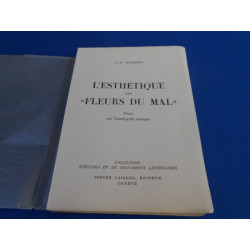 J.-D. HUBERT
L'ESTHÉTIQUE
DES
«FLEURS DU MAL»
Essai
sur l'ambiguïté poétique
COLLECTION
D'ÉTUDES ET DE DOCUMENTS LITTÉRAIRES
PIERRE CAILLER, ÉDITEUR
GENÈVE